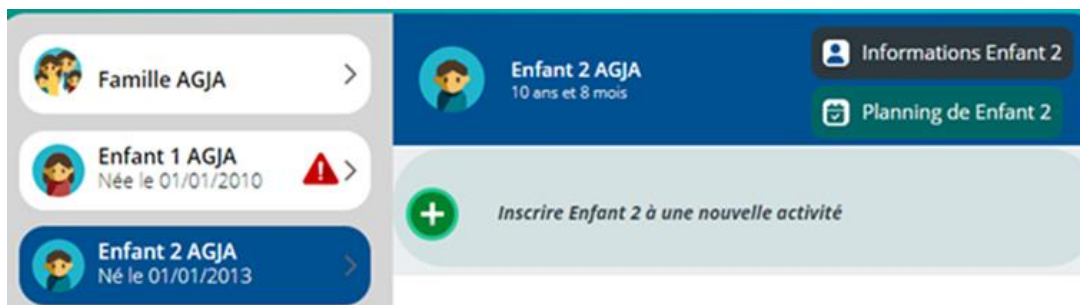 Famille AGJA
Enfant 1 AGJA
Née le 01/01/2010
Enfant 2 AGJA
Né le 01/01/2013
Enfant 2 AGJA
10 ans et 8 mois
Informations Enfant 2
Planning de Enfant 2
Inscrire Enfant 2 à une nouvelle activité